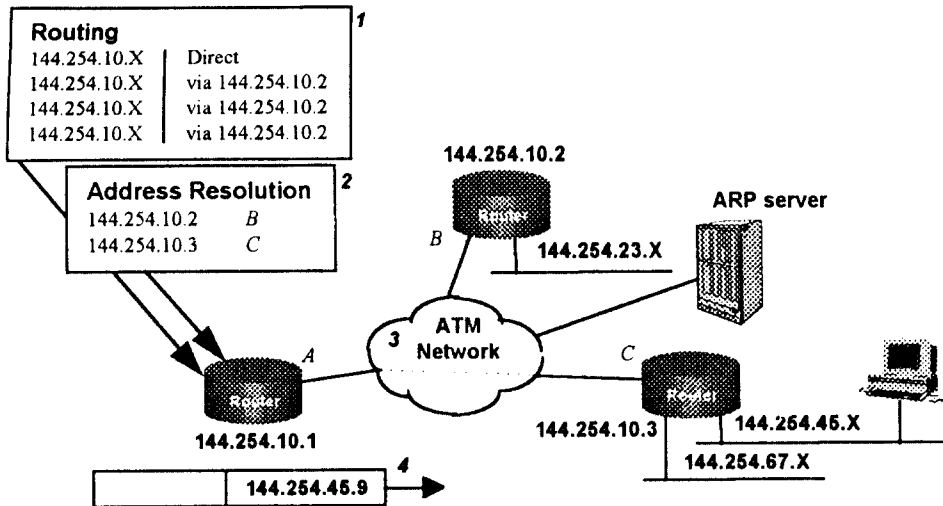 1
Routing
144.254.10.X Direct
144.254.10.X via 144.254.10.2
144.254.10.X via 144.254.10.2
144.254.10.X via 144.254.10.2
2
Address Resolution
144.254.10.2 B
144.254.10.3 C
144.254.10.2
Router
B
144.254.23.X
ARP server
3 ATM
Network
A
Router
144.254.10.1
C
Router
144.254.10.3
144.254.45.X
144.254.67.X
4
144.254.45.9